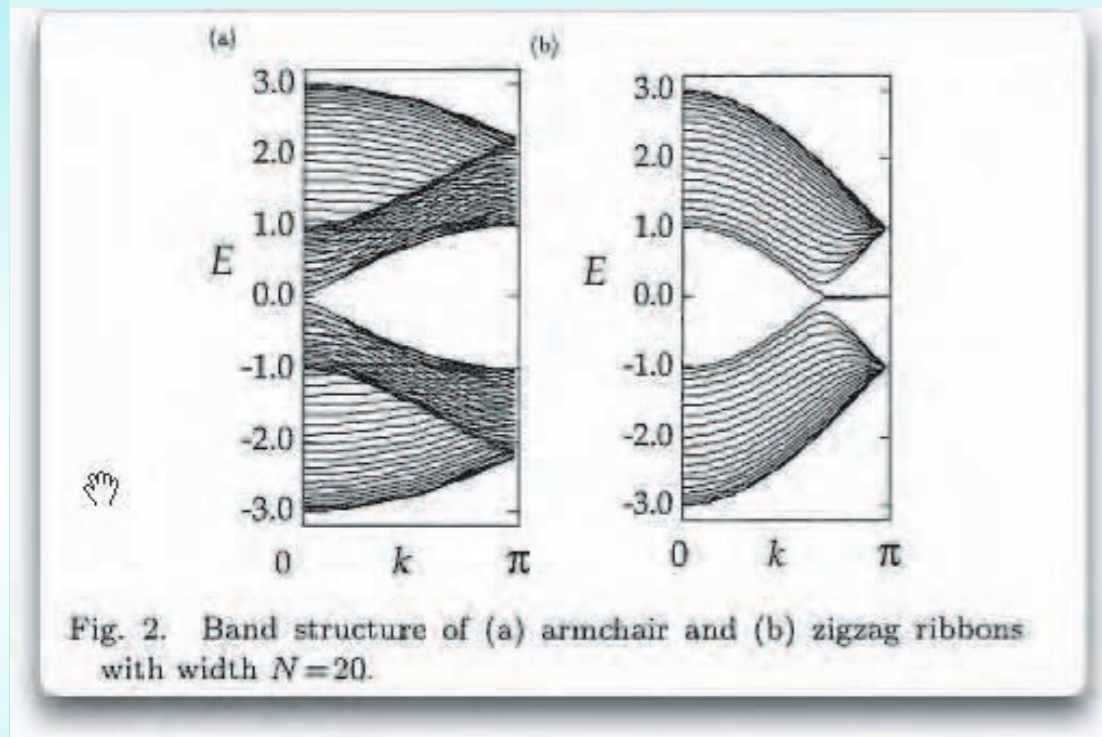 (a)
3.0
2.0
1.0
E
0.0
-1.0
-2.0
-3.0
0 k π
(b)
3.0
2.0
1.0
E
0.0
-1.0
-2.0
-3.0
0 k π
Fig. 2. Band structure of (a) armchair and (b) zigzag ribbons
with width N=20.